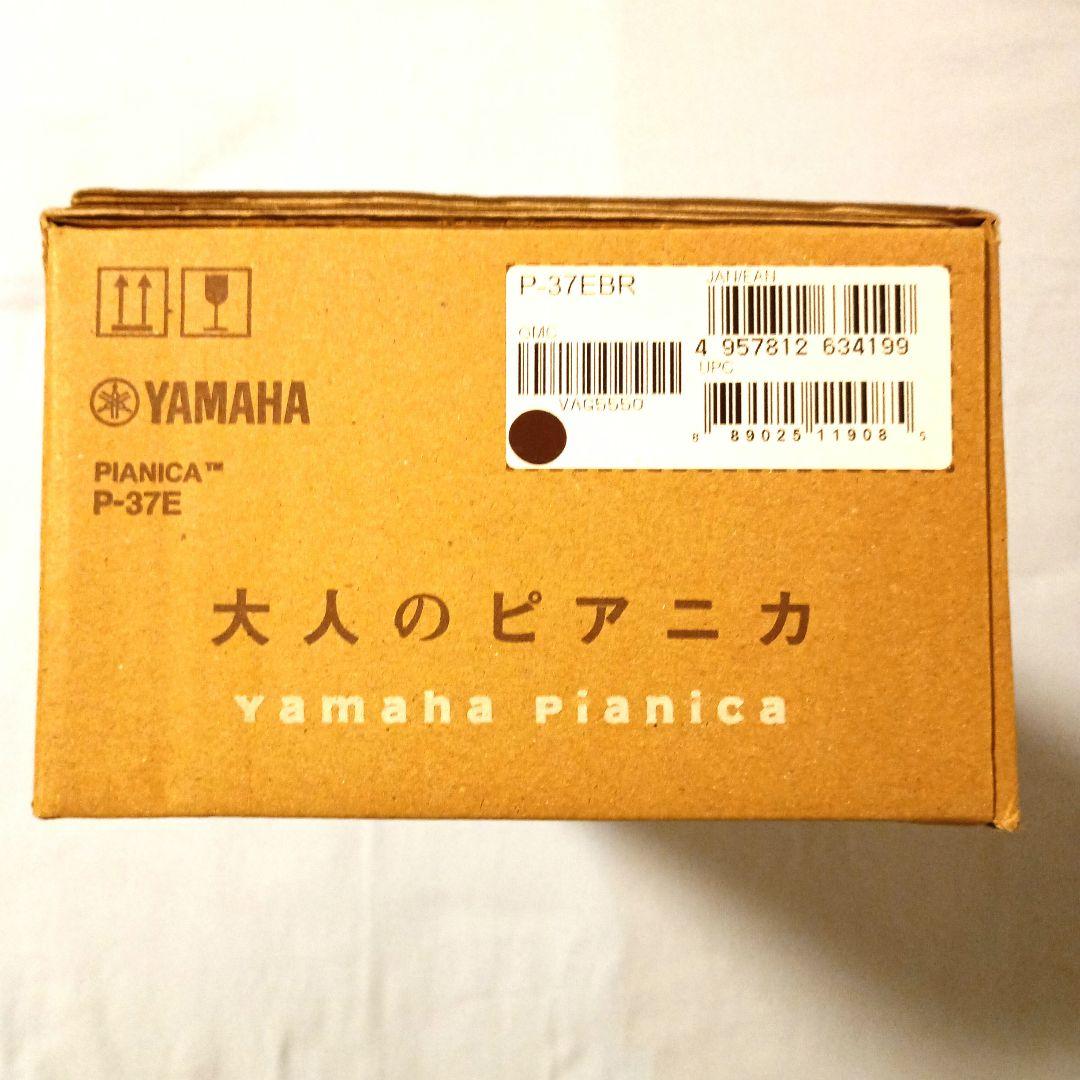 YAMAHA
PIANICA™
P-37E
P-37EBR
GMC
VAG5550
JAN/EAN
4 957812 634199
UPC
8 89025 11908 5
大人のピアニカ
Yamaha Pianica